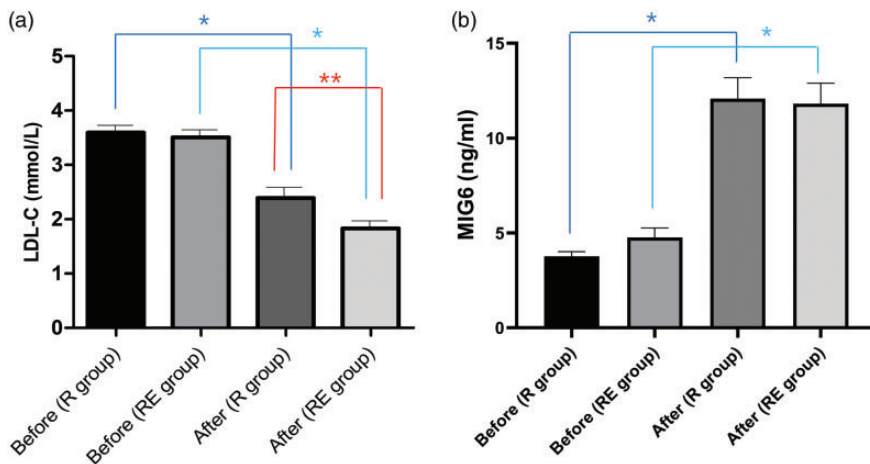 (a)
*
*
**
LDL-C (mmol/L)
5
4
3
2
1
0
Before (R group)
Before (RE group)
After (R group)
After (RE group)
(b)
*
*
MIG6 (ng/ml)
15
10
5
0
Before (R group)
Before (RE group)
After (R group)
After (RE group)